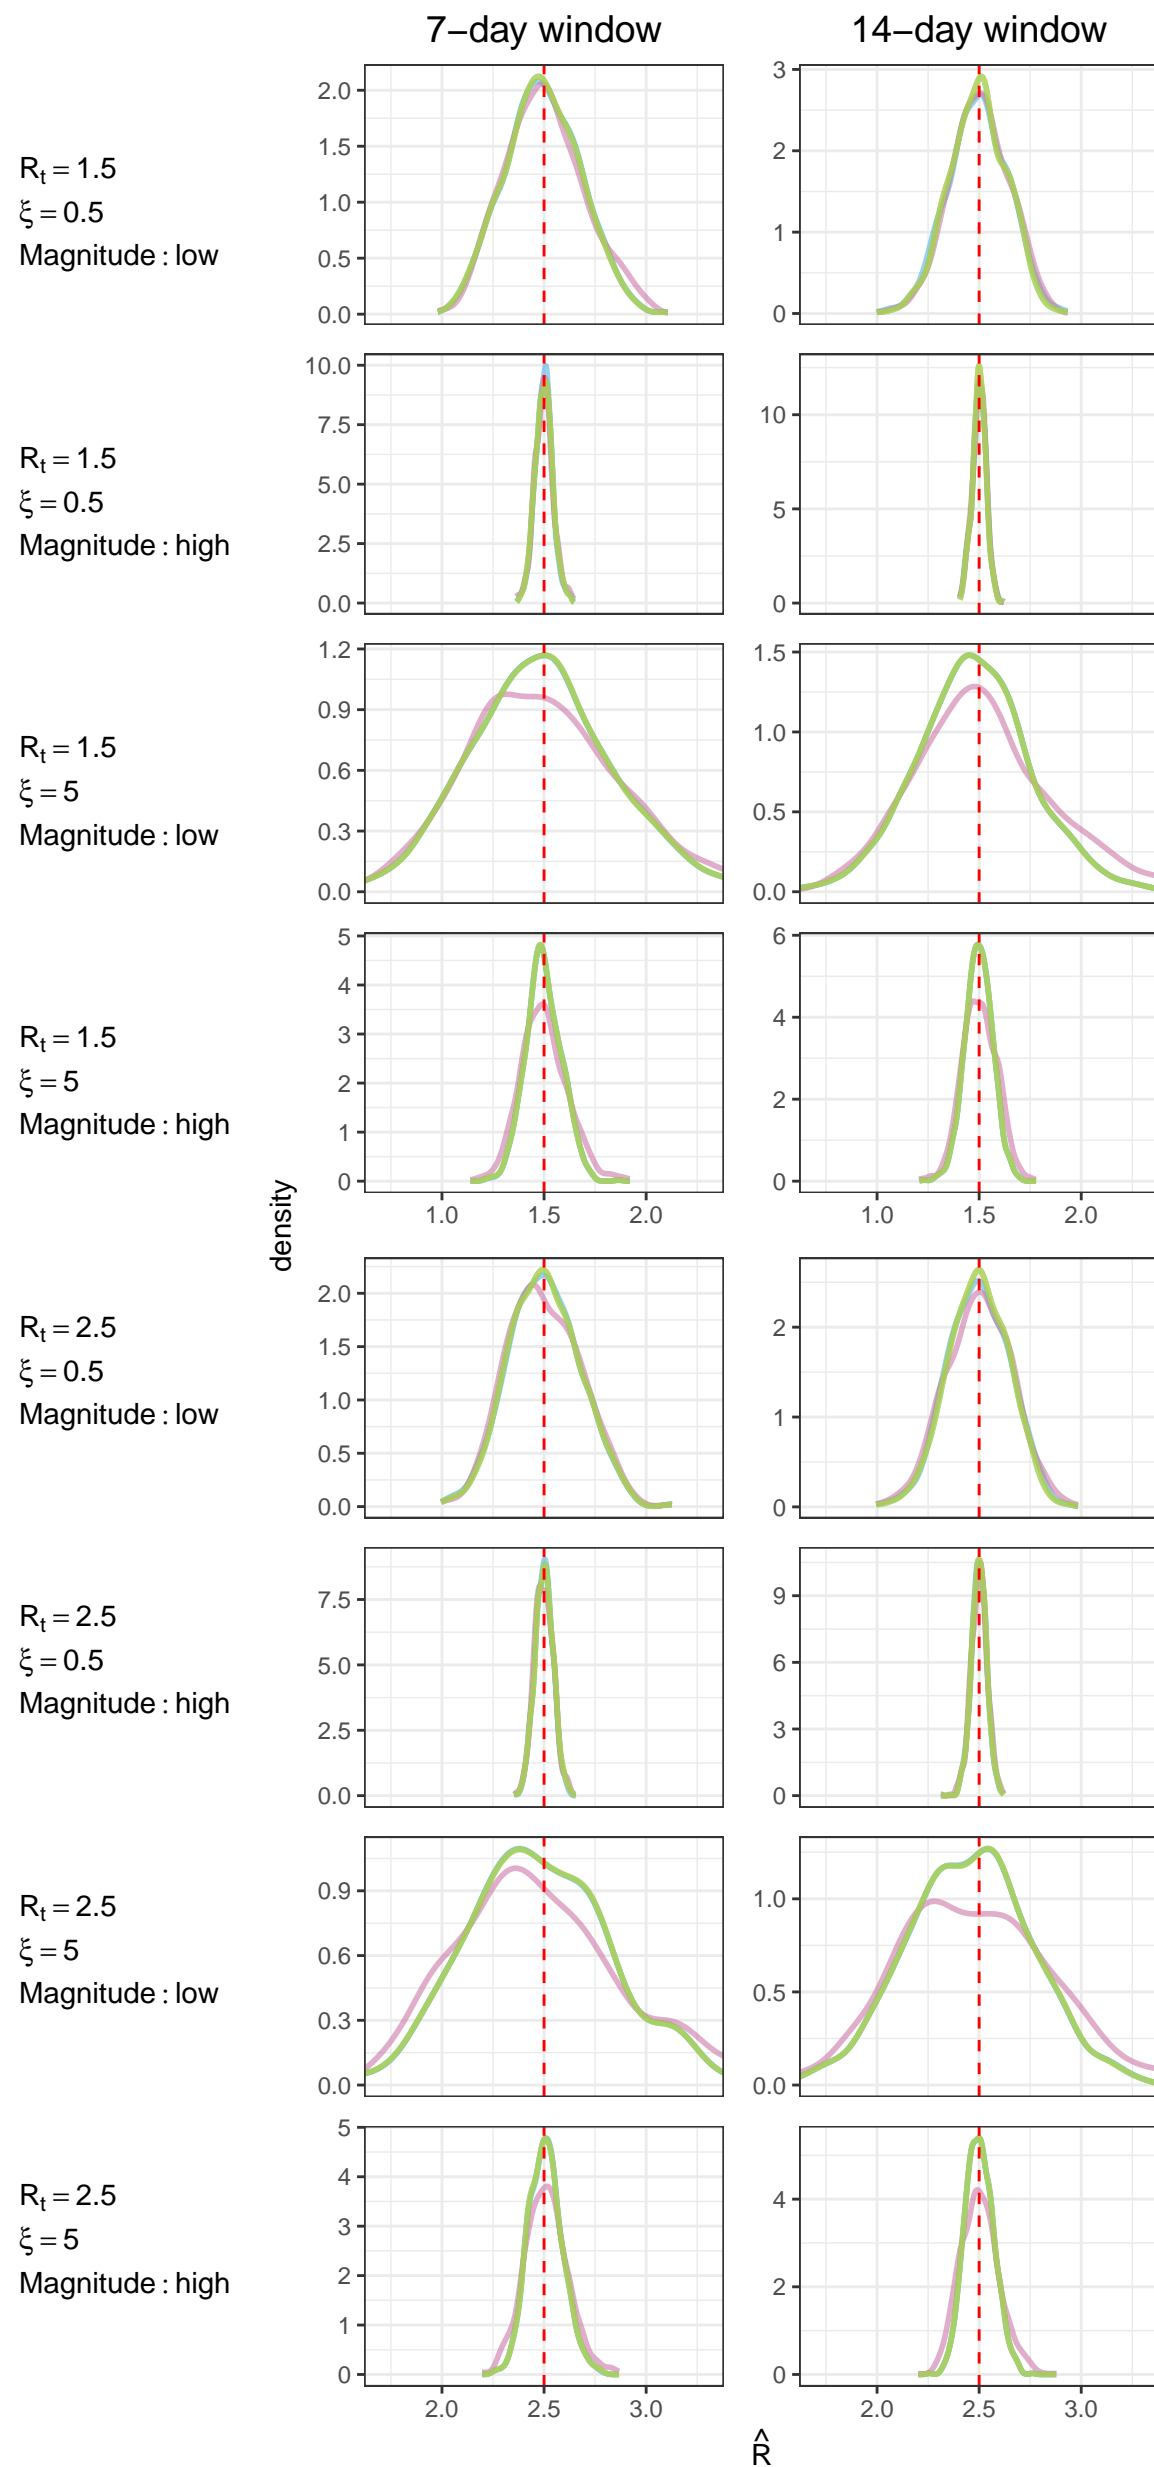 7−day window 14−day window
R_t = 1.5
ξ = 0.5
Magnitude : low
2.0
1.5
1.0
0.5
0.0
3
2
1
0
R_t = 1.5
ξ = 0.5
Magnitude : high
10.0
7.5
5.0
2.5
0.0
10
5
0
R_t = 1.5
ξ = 5
Magnitude : low
1.2
0.9
0.6
0.3
0.0
1.5
1.0
0.5
0.0
R_t = 1.5
ξ = 5
Magnitude : high
5
4
3
2
1
0
6
4
2
0
1.0 1.5 2.0 1.0 1.5 2.0
density
R_t = 2.5
ξ = 0.5
Magnitude : low
2.0
1.5
1.0
0.5
0.0
2
1
0
R_t = 2.5
ξ = 0.5
Magnitude : high
7.5
5.0
2.5
0.0
9
6
3
0
R_t = 2.5
ξ = 5
Magnitude : low
0.9
0.6
0.3
0.0
1.0
0.5
0.0
R_t = 2.5
ξ = 5
Magnitude : high
5
4
3
2
1
0
4
2
0
2.0 2.5 3.0 2.0 2.5 3.0
R̂